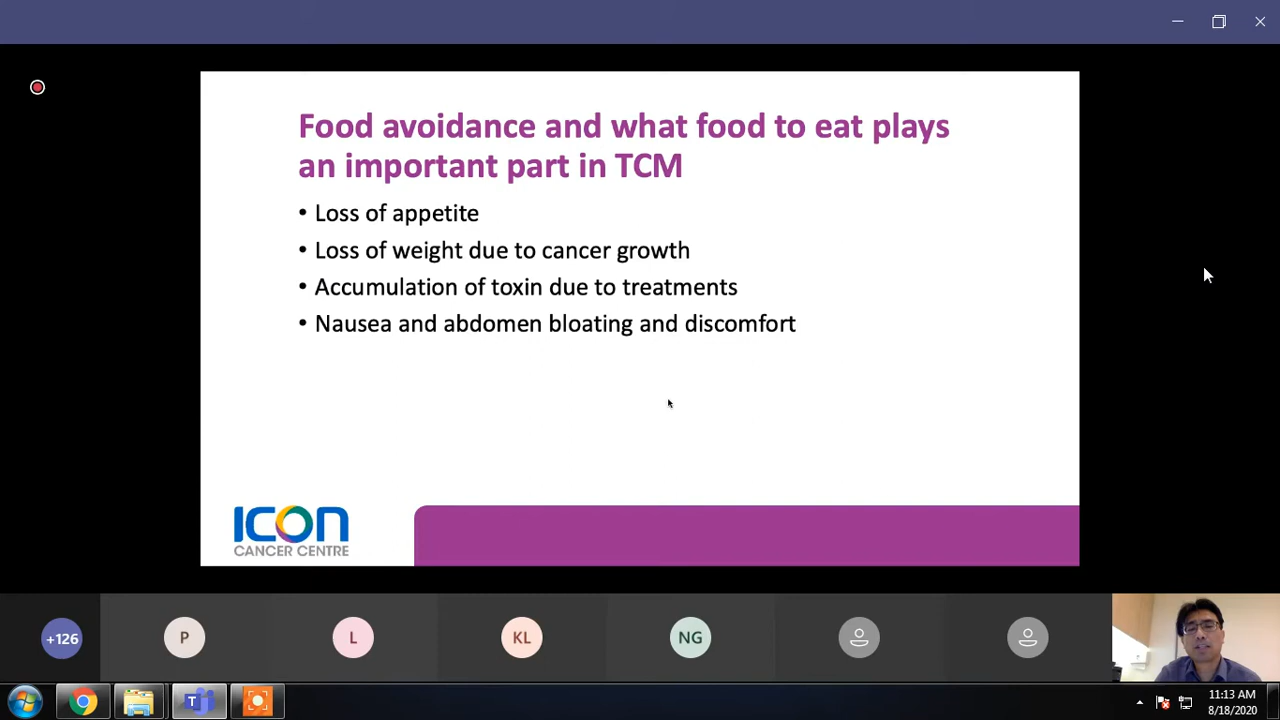 Food avoidance and what food to eat plays
an important part in TCM
• Loss of appetite
• Loss of weight due to cancer growth
• Accumulation of toxin due to treatments
• Nausea and abdomen bloating and discomfort
ICON
CANCER CENTRE
+126
P
L
KL
NG
11:13 AM
8/18/2020